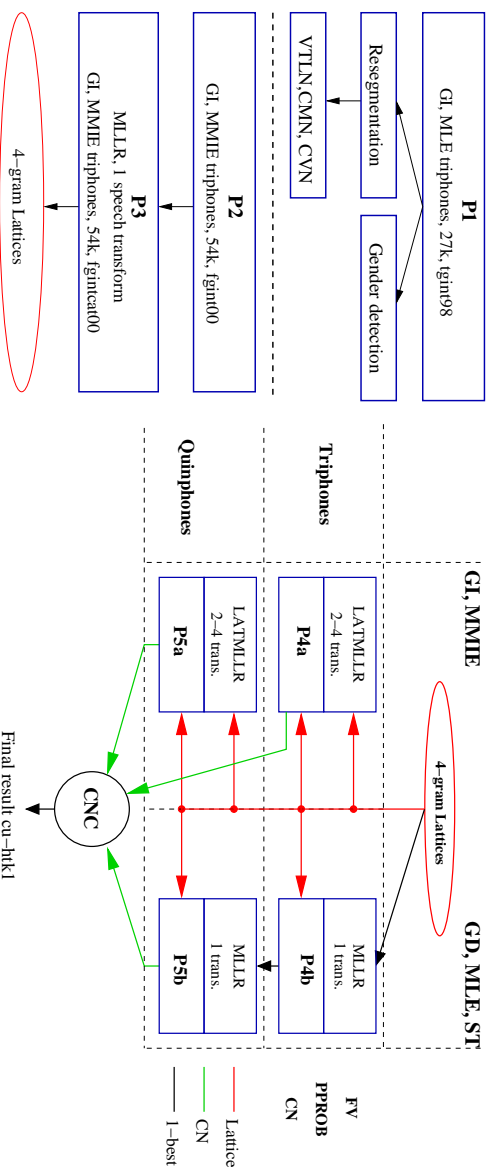 P1
GI, MLE triphones, 27k, tgint98
Resegmentation
Gender detection
VTLN,CMN, CVN
P2
GI, MMIE triphones, 54k, fgint00
P3
MLLR, 1 speech transform
GI, MMIE triphones, 54k, fgintcat00
4−gram Lattices
GI, MMIE
GD, MLE, ST
4−gram Lattices
Triphones
LATMLLR
2−4 trans.
P4a
MLLR
1 trans.
P4b
FV
PPROB
CN
Quinphones
LATMLLR
2−4 trans.
P5a
MLLR
1 trans.
P5b
Lattice
CN
1−best
CNC
Final result cu−htk1